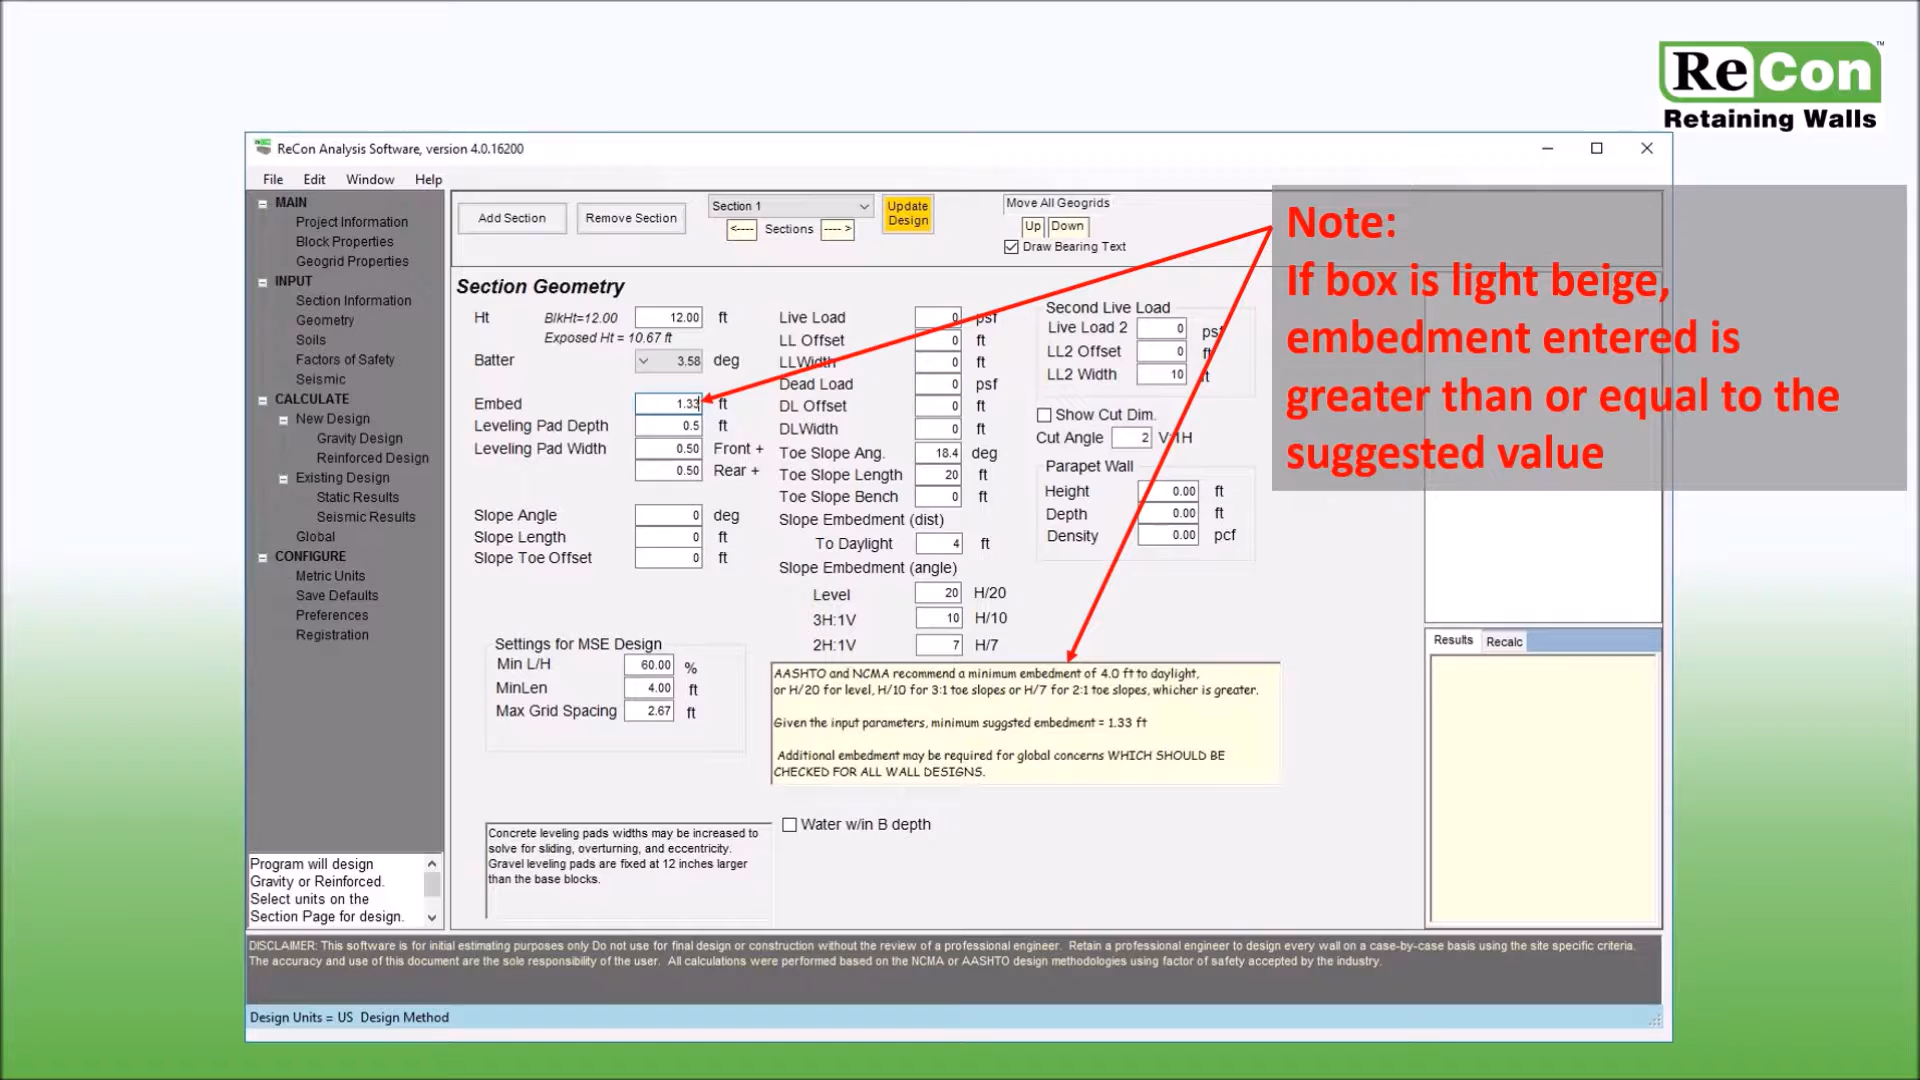 ReCon™
Retaining Walls
ReCon Analysis Software, version 4.0.16200
File Edit Window Help
MAIN
Project Information
Block Properties
Geogrid Properties
INPUT
Section Information
Geometry
Soils
Factors of Safety
Seismic
CALCULATE
New Design
Gravity Design
Reinforced Design
Existing Design
Static Results
Seismic Results
Global
CONFIGURE
Metric Units
Save Defaults
Preferences
Registration
Program will design
Gravity or Reinforced.
Select units on the
Section Page for design.
Add Section
Remove Section
Section 1
<---- Sections ---->
Update
Design
Move All Geogrids
Up Down
Draw Bearing Text
Note:
If box is light beige,
embedment entered is
greater than or equal to the
suggested value
Section Geometry
Ht BlkHt=12.00 12.00 ft
Exposed Ht = 10.67 ft
Batter 3.58 deg
Embed 1.33 ft
Leveling Pad Depth 0.5 ft
Leveling Pad Width 0.50 Front +
0.50 Rear +
Slope Angle 0 deg
Slope Length 0 ft
Slope Toe Offset 0 ft
Settings for MSE Design
Min L/H 60.00 %
MinLen 4.00 ft
Max Grid Spacing 2.67 ft
Concrete leveling pads widths may be increased to
solve for sliding, overturning, and eccentricity.
Gravel leveling pads are fixed at 12 inches larger
than the base blocks.
Live Load 0 psf
LL Offset 0 ft
LLWidth 0 ft
Dead Load 0 psf
DL Offset 0 ft
DLWidth 0 ft
Toe Slope Ang. 18.4 deg
Toe Slope Length 20 ft
Toe Slope Bench 0 ft
Slope Embedment (dist)
To Daylight 4 ft
Slope Embedment (angle)
Level 20 H/20
3H:1V 10 H/10
2H:1V 7 H/7
AASHTO and NCMA recommend a minimum embedment of 4.0 ft to daylight,
or H/20 for level, H/10 for 3:1 toe slopes or H/7 for 2:1 toe slopes, whicher is greater.
Given the input parameters, minimum suggsted embedment = 1.33 ft
Additional embedment may be required for global concerns WHICH SHOULD BE
CHECKED FOR ALL WALL DESIGNS.
Water w/in B depth
Second Live Load
Live Load 2 0 psf
LL2 Offset 0 ft
LL2 Width 10 ft
Show Cut Dim.
Cut Angle 2 V:1H
Parapet Wall
Height 0.00 ft
Depth 0.00 ft
Density 0.00 pcf
Results Recalc
DISCLAIMER: This software is for initial estimating purposes only Do not use for final design or construction without the review of a professional engineer. Retain a professional engineer to design every wall on a case-by-case basis using the site specific criteria.
The accuracy and use of this document are the sole responsibility of the user. All calculations were performed based on the NCMA or AASHTO design methodologies using factor of safety accepted by the industry.
Design Units = US Design Method